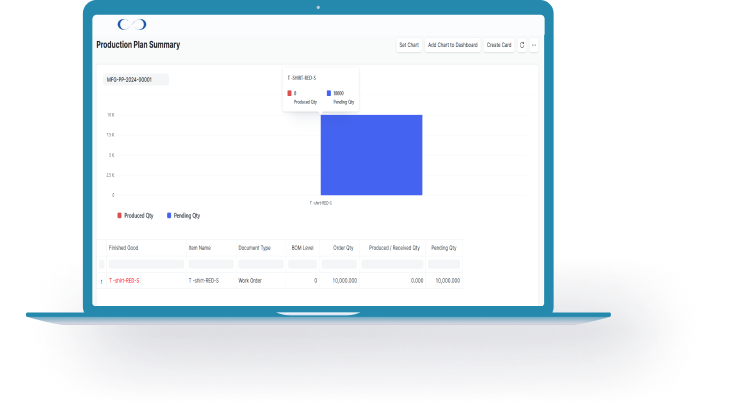 Production Plan Summary
Set Chart Add Chart to Dashboard Create Card
MFG-PP-2024-00001
T -SHIRT-RED-S
0 10000
Produced Qty Pending Qty
10 K
7.5 K
5 K
2.5 K
0
T -shirt-RED-S
Produced Qty Pending Qty
Finished Good Item Name Document Type BOM Level Order Qty Produced / Received Qty Pending Qty
1 T -shirt-RED-S T -shirt-RED-S Work Order 0 10,000.000 0.000 10,000.000